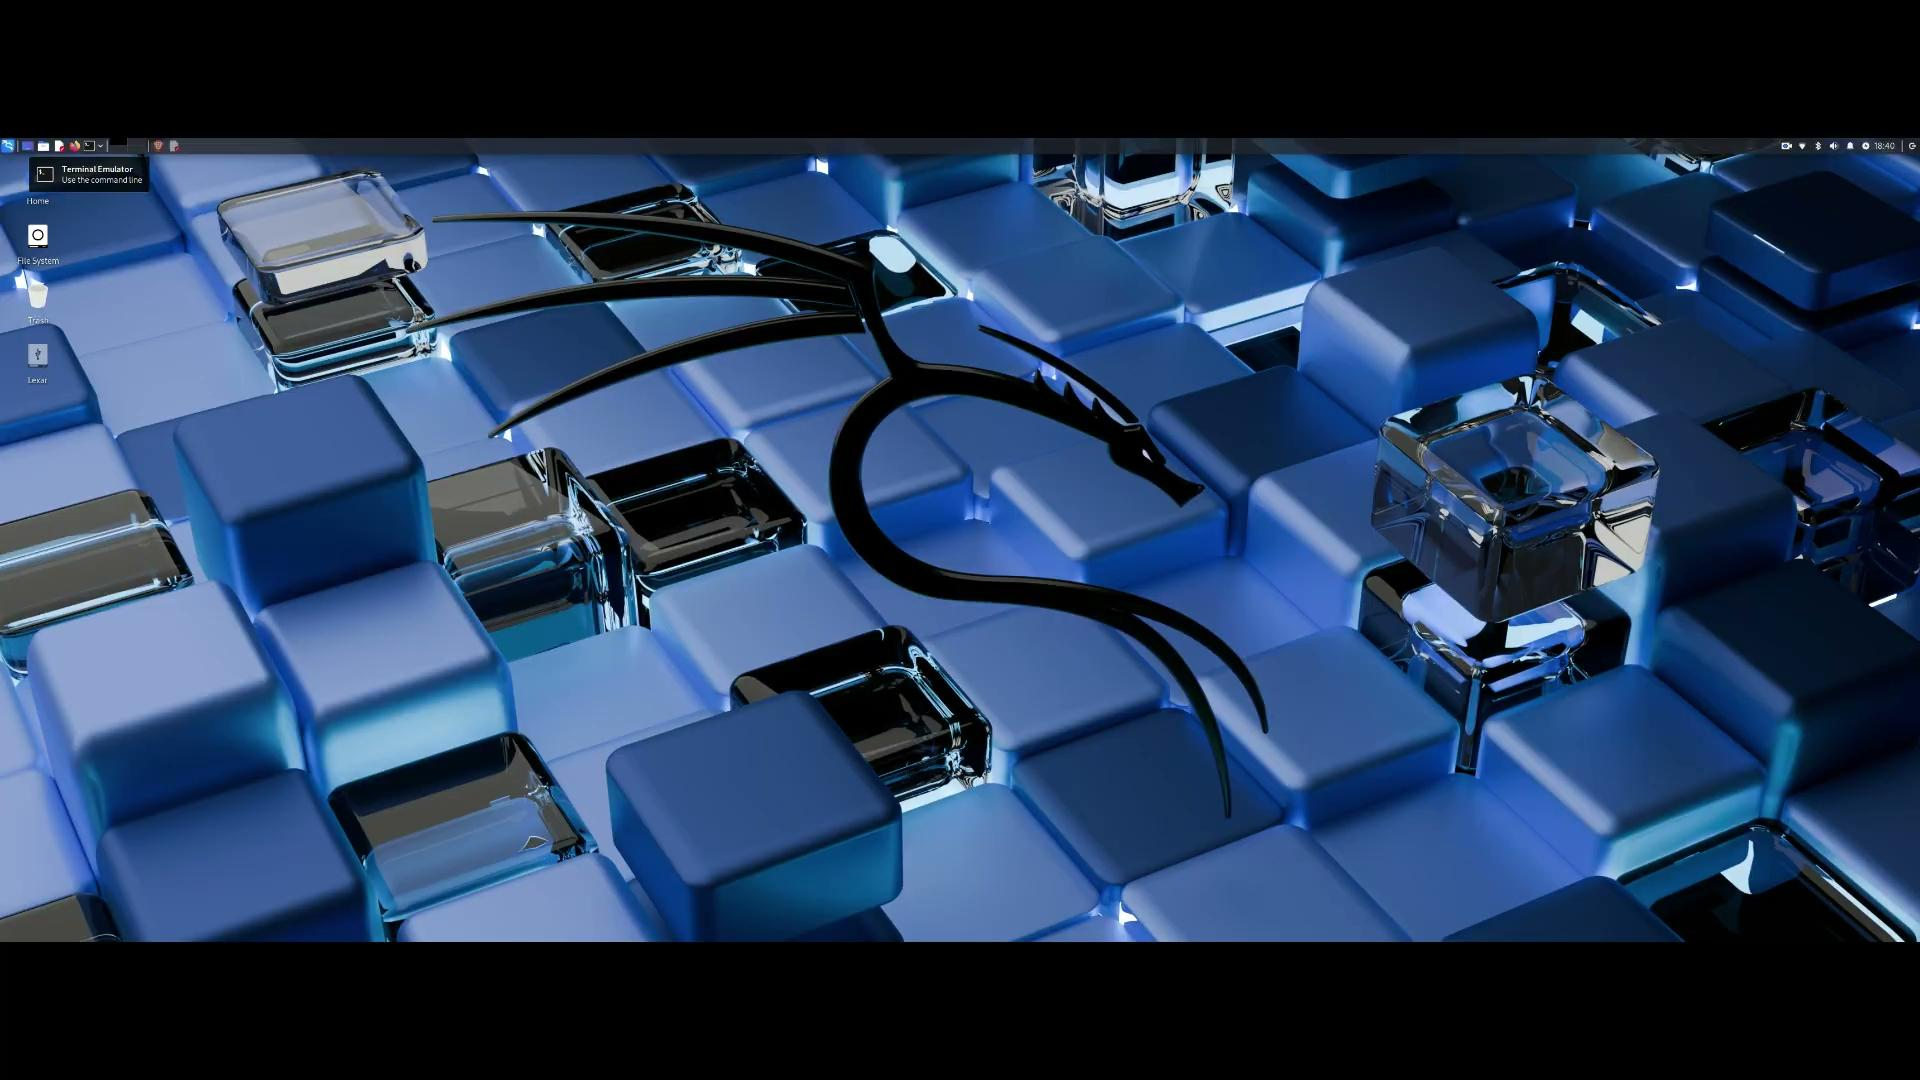 18:40
Terminal Emulator
Use the command line
Home
File System
Trash
Lexar